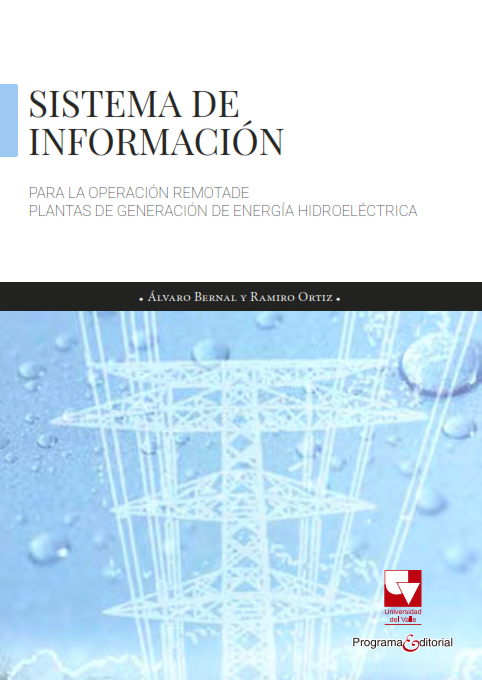 SISTEMA DE
INFORMACIÓN
PARA LA OPERACIÓN REMOTADE
PLANTAS DE GENERACIÓN DE ENERGÍA HIDROELÉCTRICA
• Álvaro Bernal y Ramiro Ortiz •
Universidad
del Valle
Programa Editorial